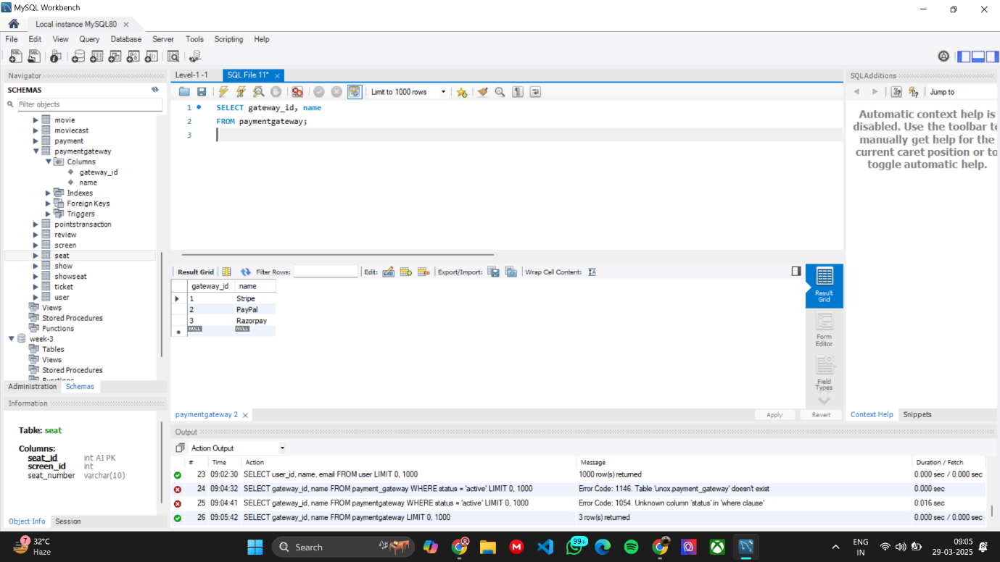 MySQL Workbench
Local instance MySQL80
File Edit View Query Database Server Tools Scripting Help
Navigator
SCHEMAS
Filter objects
movie
moviecast
payment
paymentgateway
Columns
gateway_id
name
Indexes
Foreign Keys
Triggers
pointstransaction
review
screen
seat
show
showseat
ticket
user
Views
Stored Procedures
Functions
week-3
Tables
Views
Stored Procedures
Functions
Administration Schemas
Information
Table: seat
Columns:
seat_id int AI PK
screen_id int
seat_number varchar(10)
Object Info Session
Level-1 -1 SQL File 11*
Limit to 1000 rows
1 SELECT gateway_id, name
2 FROM paymentgateway;
3
Result Grid Filter Rows: Edit: Export/Import: Wrap Cell Content:
gateway_id name
1 Stripe
2 PayPal
3 Razorpay
NULL NULL
Result Grid
Form Editor
Field Types
paymentgateway 2
Apply Revert
Output
Action Output
# Time Action Message Duration / Fetch
23 09:02:30 SELECT user_id, name, email FROM user LIMIT 0, 1000 1000 row(s) returned 0.000 sec / 0.000 sec
24 09:04:32 SELECT gateway_id, name FROM payment_gateway WHERE status = 'active' LIMIT 0, 1000 Error Code: 1146. Table 'unox.payment_gateway' doesn't exist 0.000 sec
25 09:04:41 SELECT gateway_id, name FROM paymentgateway WHERE status = 'active' LIMIT 0, 1000 Error Code: 1054. Unknown column 'status' in 'where clause' 0.016 sec
26 09:05:42 SELECT gateway_id, name FROM paymentgateway LIMIT 0, 1000 3 row(s) returned 0.000 sec / 0.000 sec
SQLAdditions
Jump to
Automatic context help is
disabled. Use the toolbar to
manually get help for the
current caret position or to
toggle automatic help.
Context Help Snippets
7
32°C
Haze
Search
99+
ENG
IN
09:05
29-03-2025